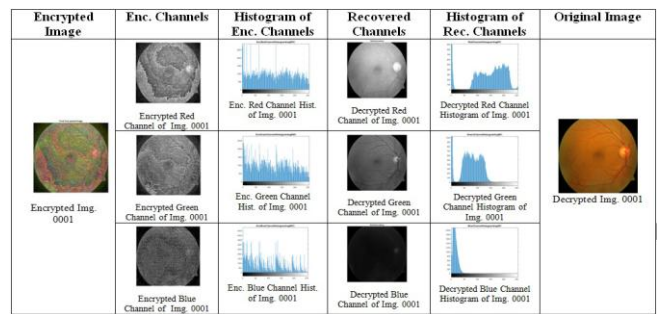 Encrypted
Image
Enc. Channels
Histogram of
Enc. Channels
Recovered
Channels
Histogram of
Rec. Channels
Original Image
Encrypted Img.
0001
Encrypted Red
Channel of Img. 0001
Enc. Red Channel Hist.
of Img. 0001
Decrypted Red
Channel of Img. 0001
Decrypted Red Channel
Histogram of Img. 0001
Encrypted Green
Channel of Img. 0001
Enc. Green Channel
Hist. of Img. 0001
Decrypted Green
Channel of Img. 0001
Decrypted Green
Channel Histogram of
Img. 0001
Encrypted Blue
Channel of Img. 0001
Enc. Blue Channel Hist.
of Img. 0001
Decrypted Blue
Channel of Img. 0001
Decrypted Blue Channel
Histogram of Img. 0001
Decrypted Img. 0001